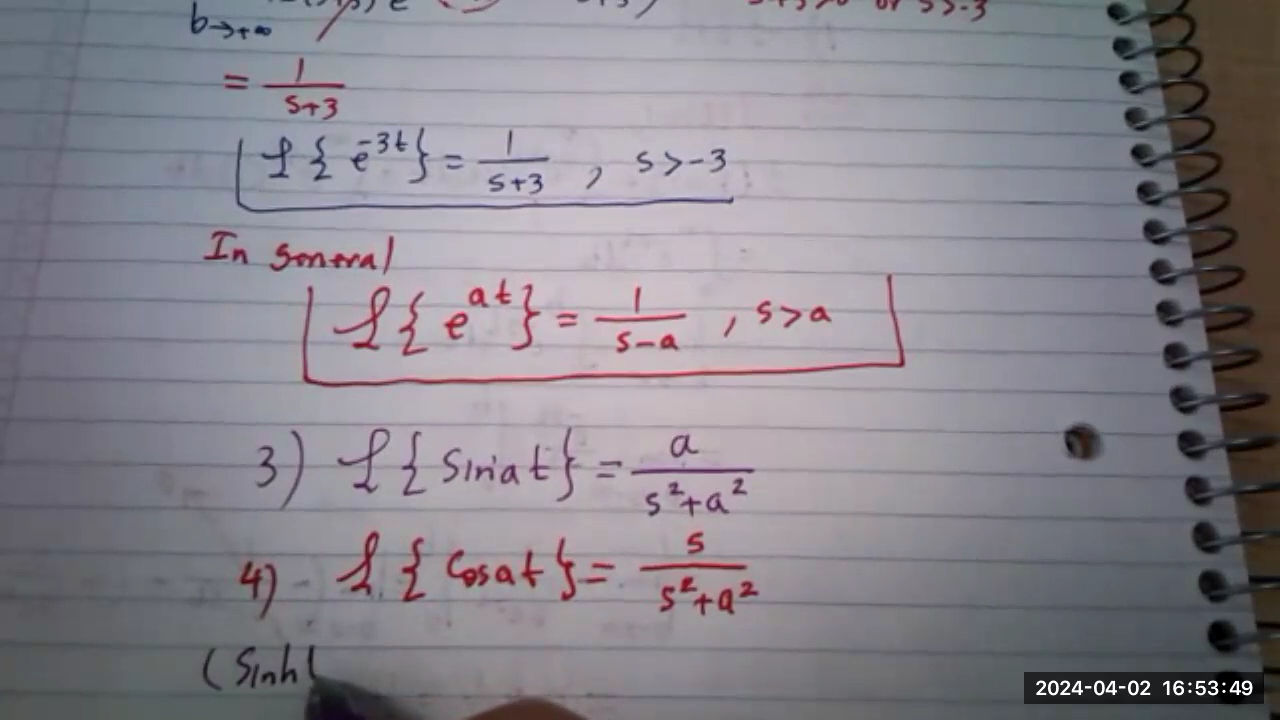 b→+∞
= 1/(s+3)
ℒ{e^{-3t}} = 1/(s+3) , s>-3
In general
ℒ{e^{at}} = 1/(s-a) , s>a
3) ℒ{Sin at} = a/(s²+a²)
4) ℒ{Cos at} = s/(s²+a²)
(Sinh(
2024-04-02 16:53:49